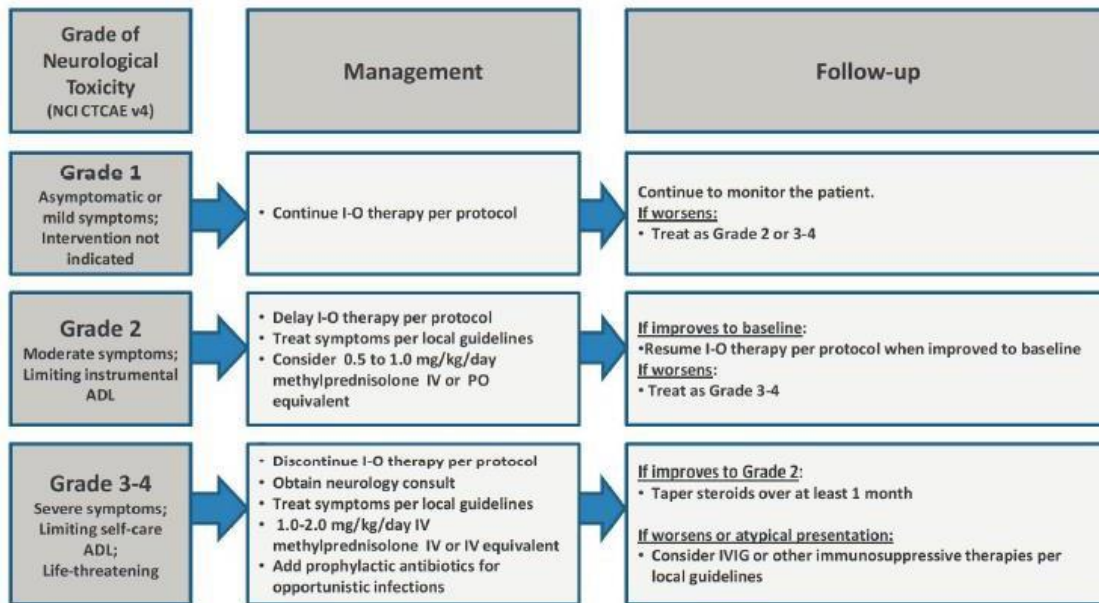 Grade of
Neurological
Toxicity
(NCI CTCAE v4)
Management
Follow-up
Grade 1
Asymptomatic or
mild symptoms;
Intervention not
indicated
• Continue I-O therapy per protocol
Continue to monitor the patient.
If worsens:
• Treat as Grade 2 or 3-4
Grade 2
Moderate symptoms;
Limiting instrumental
ADL
• Delay I-O therapy per protocol
• Treat symptoms per local guidelines
• Consider 0.5 to 1.0 mg/kg/day
methylprednisolone IV or PO
equivalent
If improves to baseline:
•Resume I-O therapy per protocol when improved to baseline
If worsens:
• Treat as Grade 3-4
Grade 3-4
Severe symptoms;
Limiting self-care
ADL;
Life-threatening
• Discontinue I-O therapy per protocol
• Obtain neurology consult
• Treat symptoms per local guidelines
• 1.0-2.0 mg/kg/day IV
methylprednisolone IV or IV equivalent
• Add prophylactic antibiotics for
opportunistic infections
If improves to Grade 2:
• Taper steroids over at least 1 month
If worsens or atypical presentation:
• Consider IVIG or other immunosuppressive therapies per
local guidelines